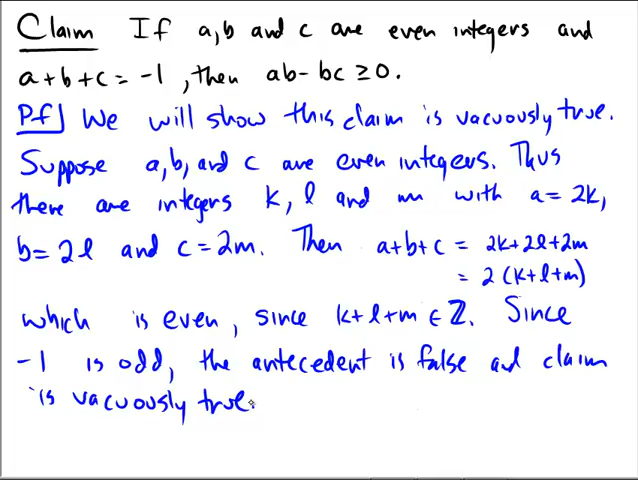 Claim If a,b and c are even integers and
a+b+c = -1, then ab - bc ≥ 0.
Pf] We will show this claim is vacuously true.
Suppose a, b, and c are even integers. Thus
there are integers k, l and m with a = 2k,
b = 2l and c = 2m. Then a+b+c = 2k+2l+2m
= 2(k+l+m)
which is even, since k+l+m ∈ ℤ. Since
-1 is odd, the antecedent is false and claim
is vacuously true.